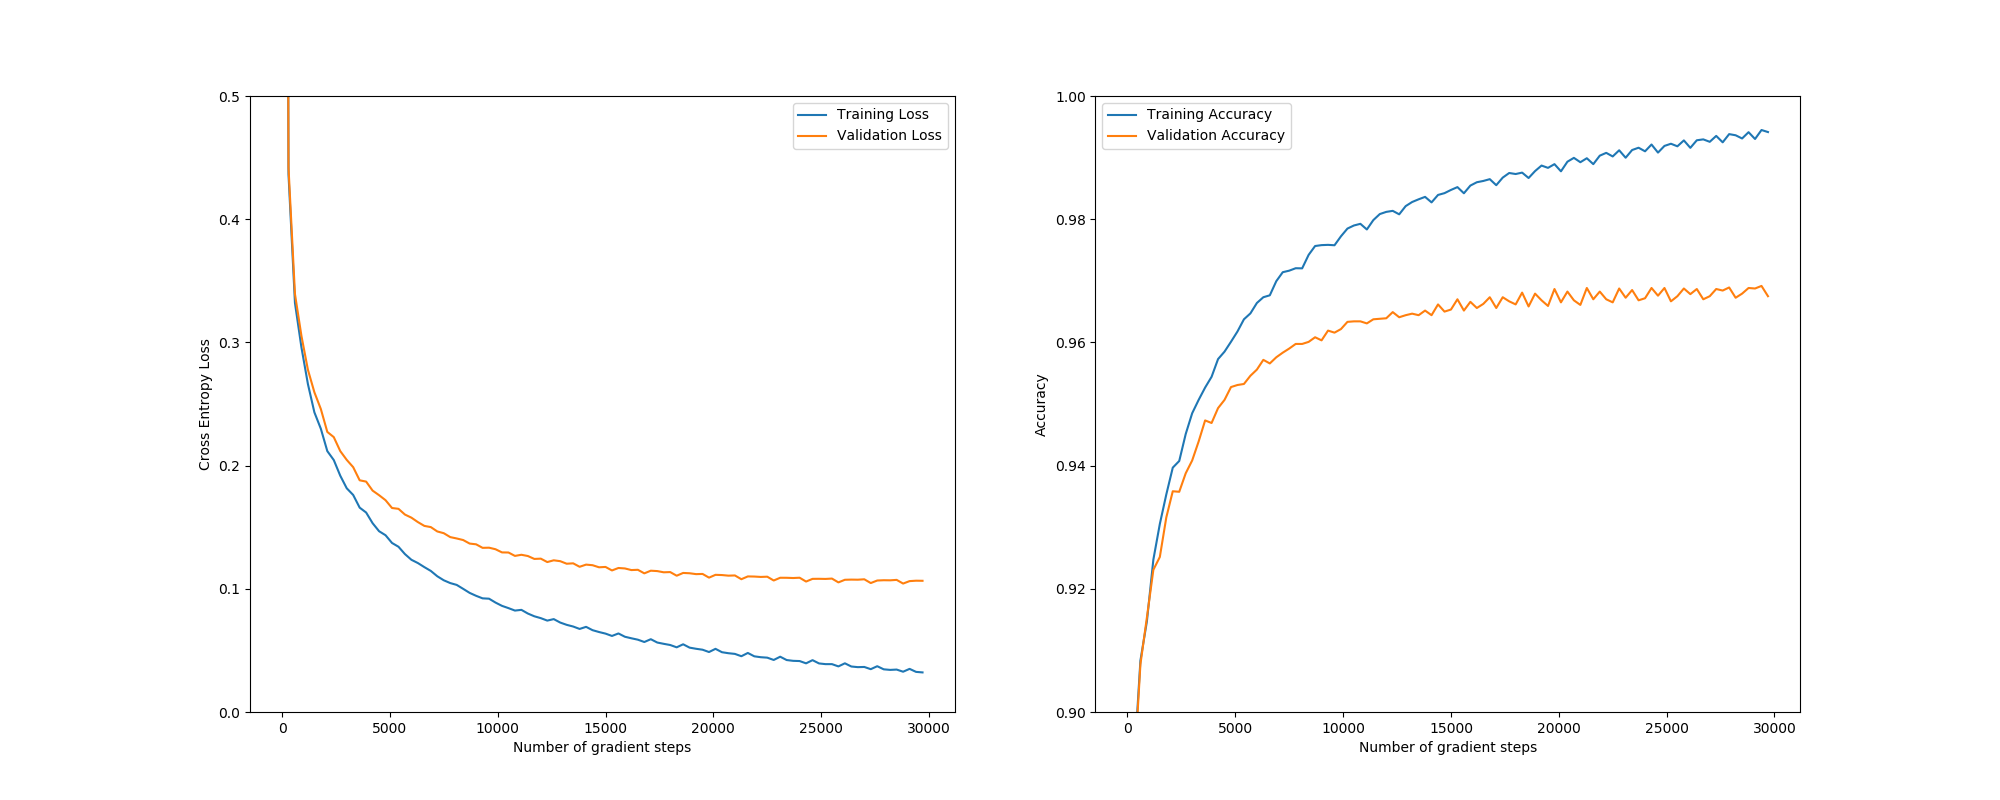 0.5
0.4
0.3
0.2
0.1
0.0
Cross Entropy Loss
Training Loss
Validation Loss
0 5000 10000 15000 20000 25000 30000
Number of gradient steps
1.00
0.98
0.96
0.94
0.92
0.90
Accuracy
Training Accuracy
Validation Accuracy
0 5000 10000 15000 20000 25000 30000
Number of gradient steps